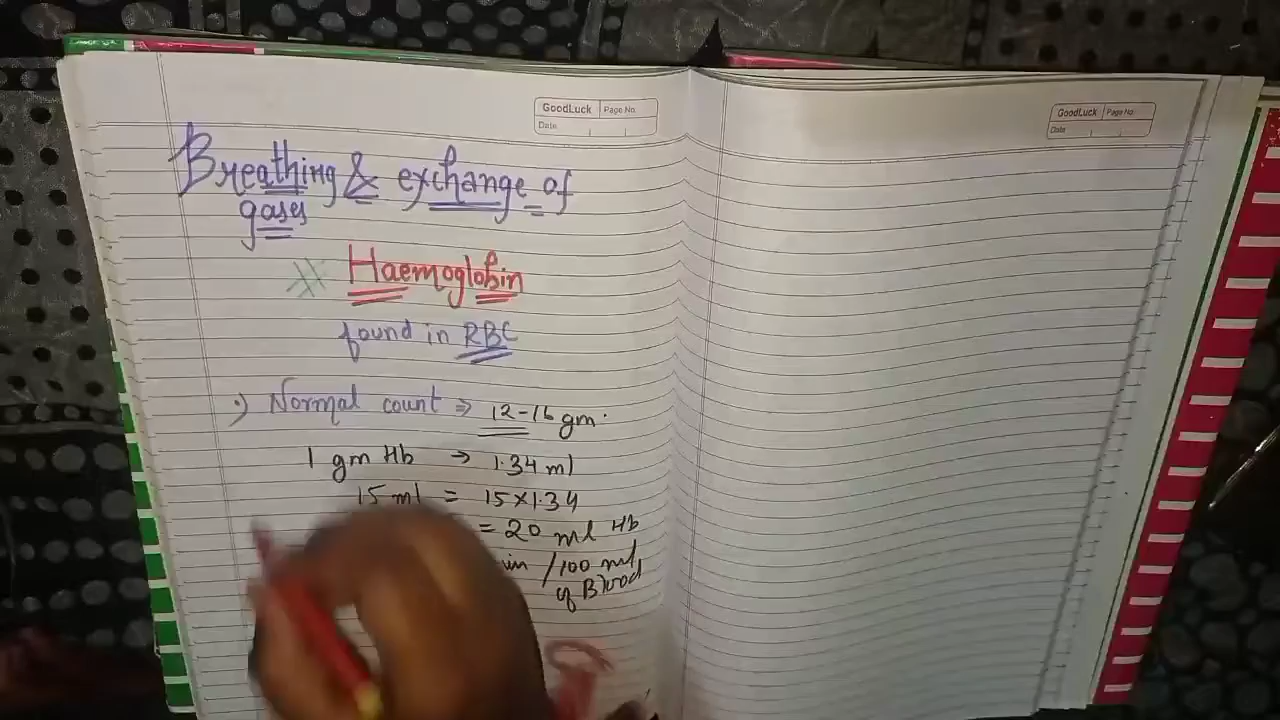 GoodLuck Page No.
Date
GoodLuck Page No.
Date
Breathing & exchange of
gases
Haemoglobin
found in RBC
Normal count ⇒ 12-16 gm.
1 gm Hb → 1.34 ml
15 ml = 15×1.34
= 20 ml Hb
in /100 ml
of Blood